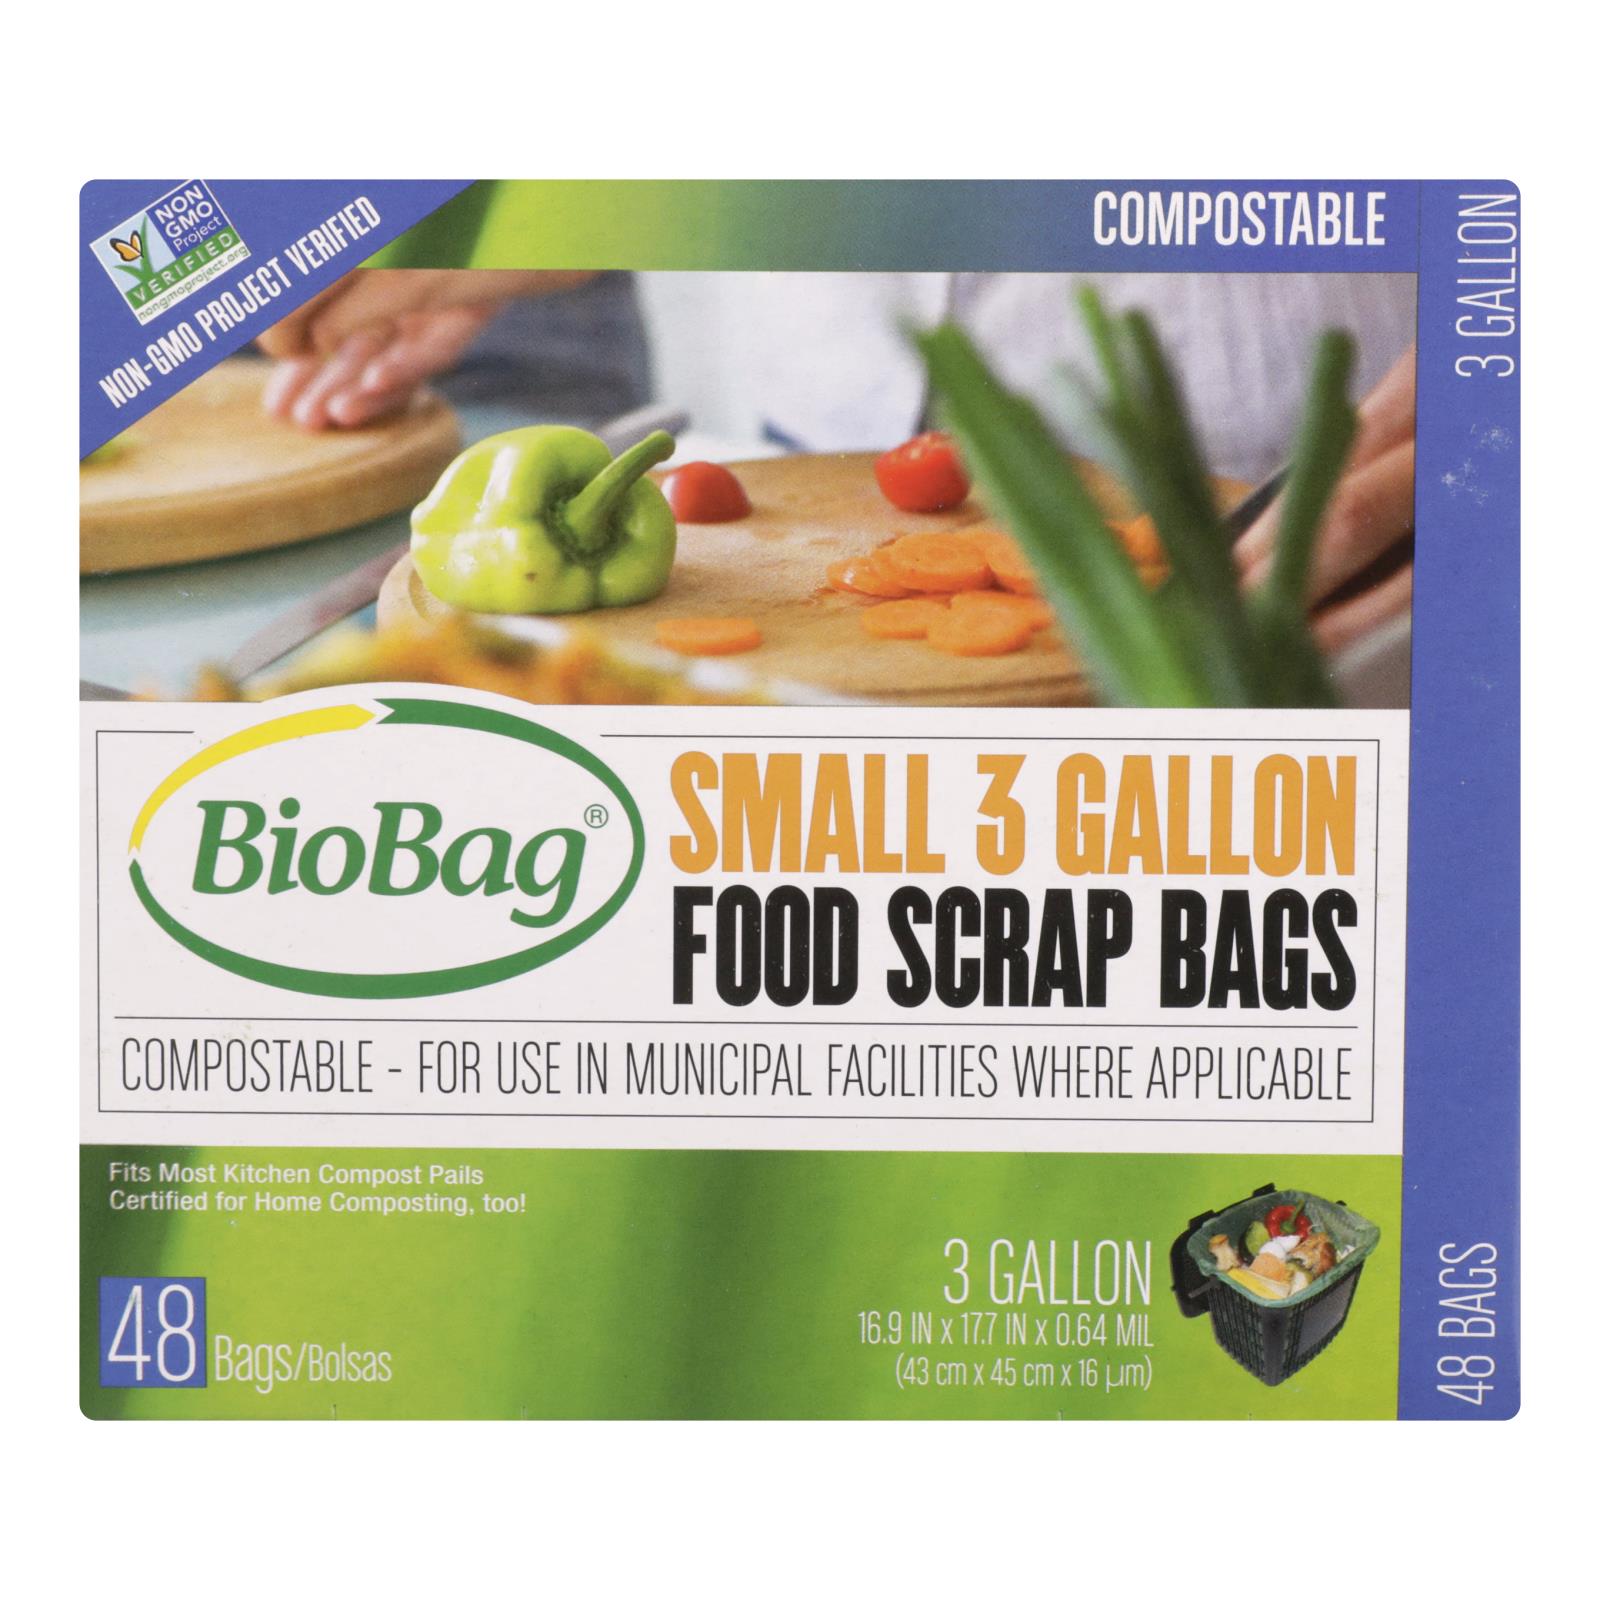 NON
GMO
Project
VERIFIED
nongmoproject.org
NON-GMO PROJECT VERIFIED
COMPOSTABLE
3 GALLON
BioBag®
SMALL 3 GALLON
FOOD SCRAP BAGS
COMPOSTABLE - FOR USE IN MUNICIPAL FACILITIES WHERE APPLICABLE
Fits Most Kitchen Compost Pails
Certified for Home Composting, too!
48 Bags/Bolsas
3 GALLON
16.9 IN x 17.7 IN x 0.64 MIL
(43 cm x 45 cm x 16 µm)
48 BAGS